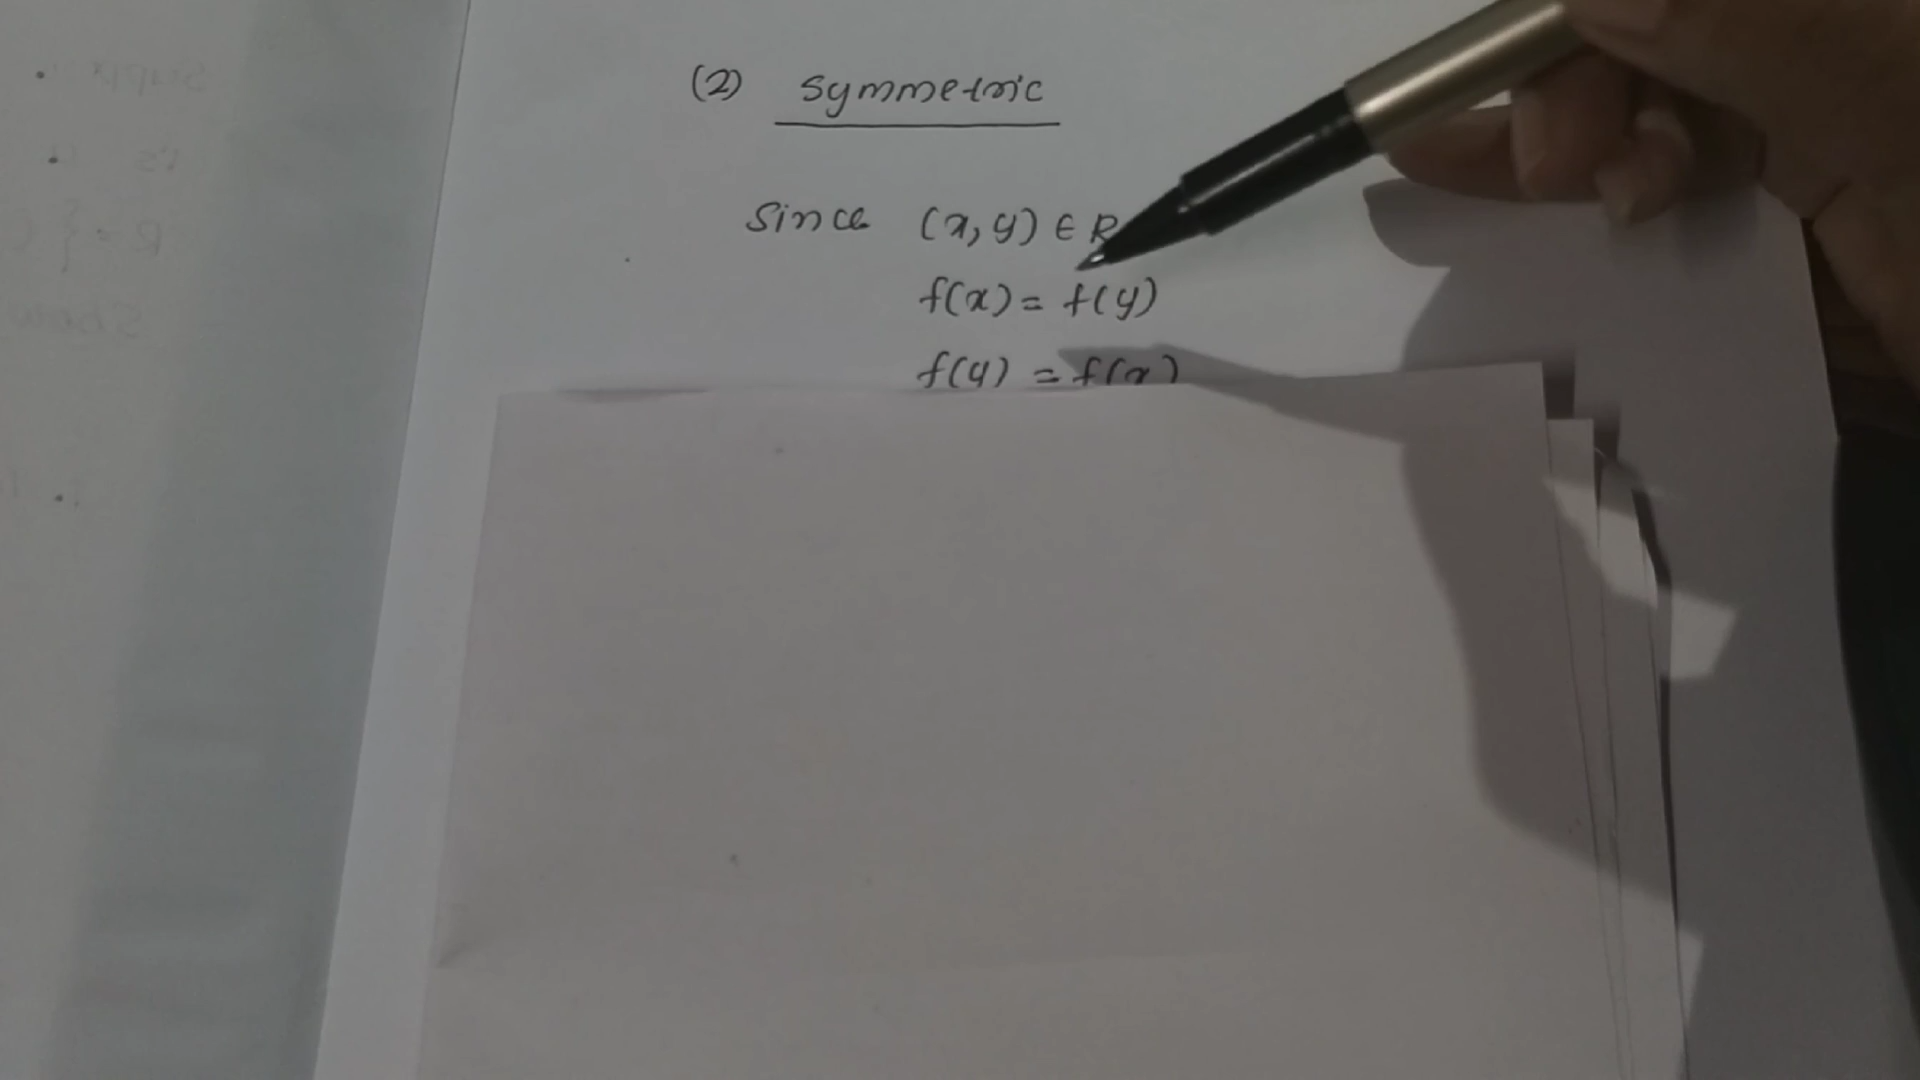 (2) Symmetric
Since (x, y) ∈ R
f(x) = f(y)
f(y) = f(x)